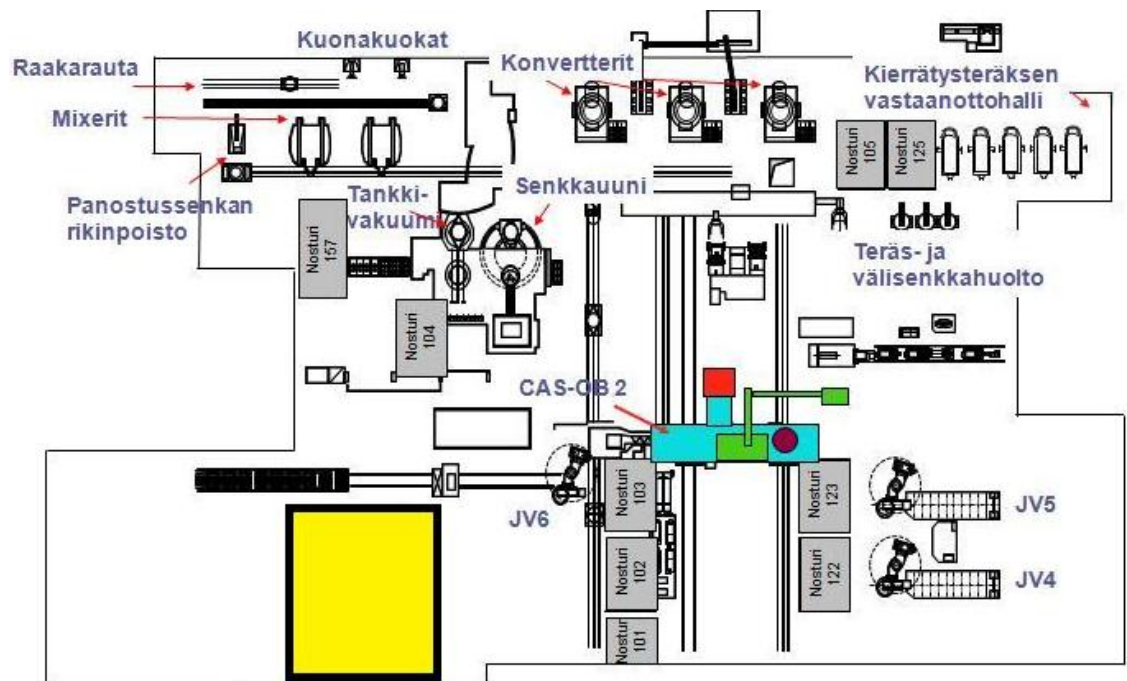 Kuonakuokat
Raakarauta
Konvertterit
Kierrätysteräksen
vastaanottohalli
Mixerit
Nosturi
105
Nosturi
125
Panostussenkan
rikinpoisto
Tankki-
vakuumi
Senkkauuni
Nosturi
157
Teräs- ja
välisenkkahuolto
Nosturi
104
CAS-OB 2
Nosturi
103
Nosturi
123
JV6
JV5
Nosturi
102
Nosturi
122
JV4
Nosturi
101